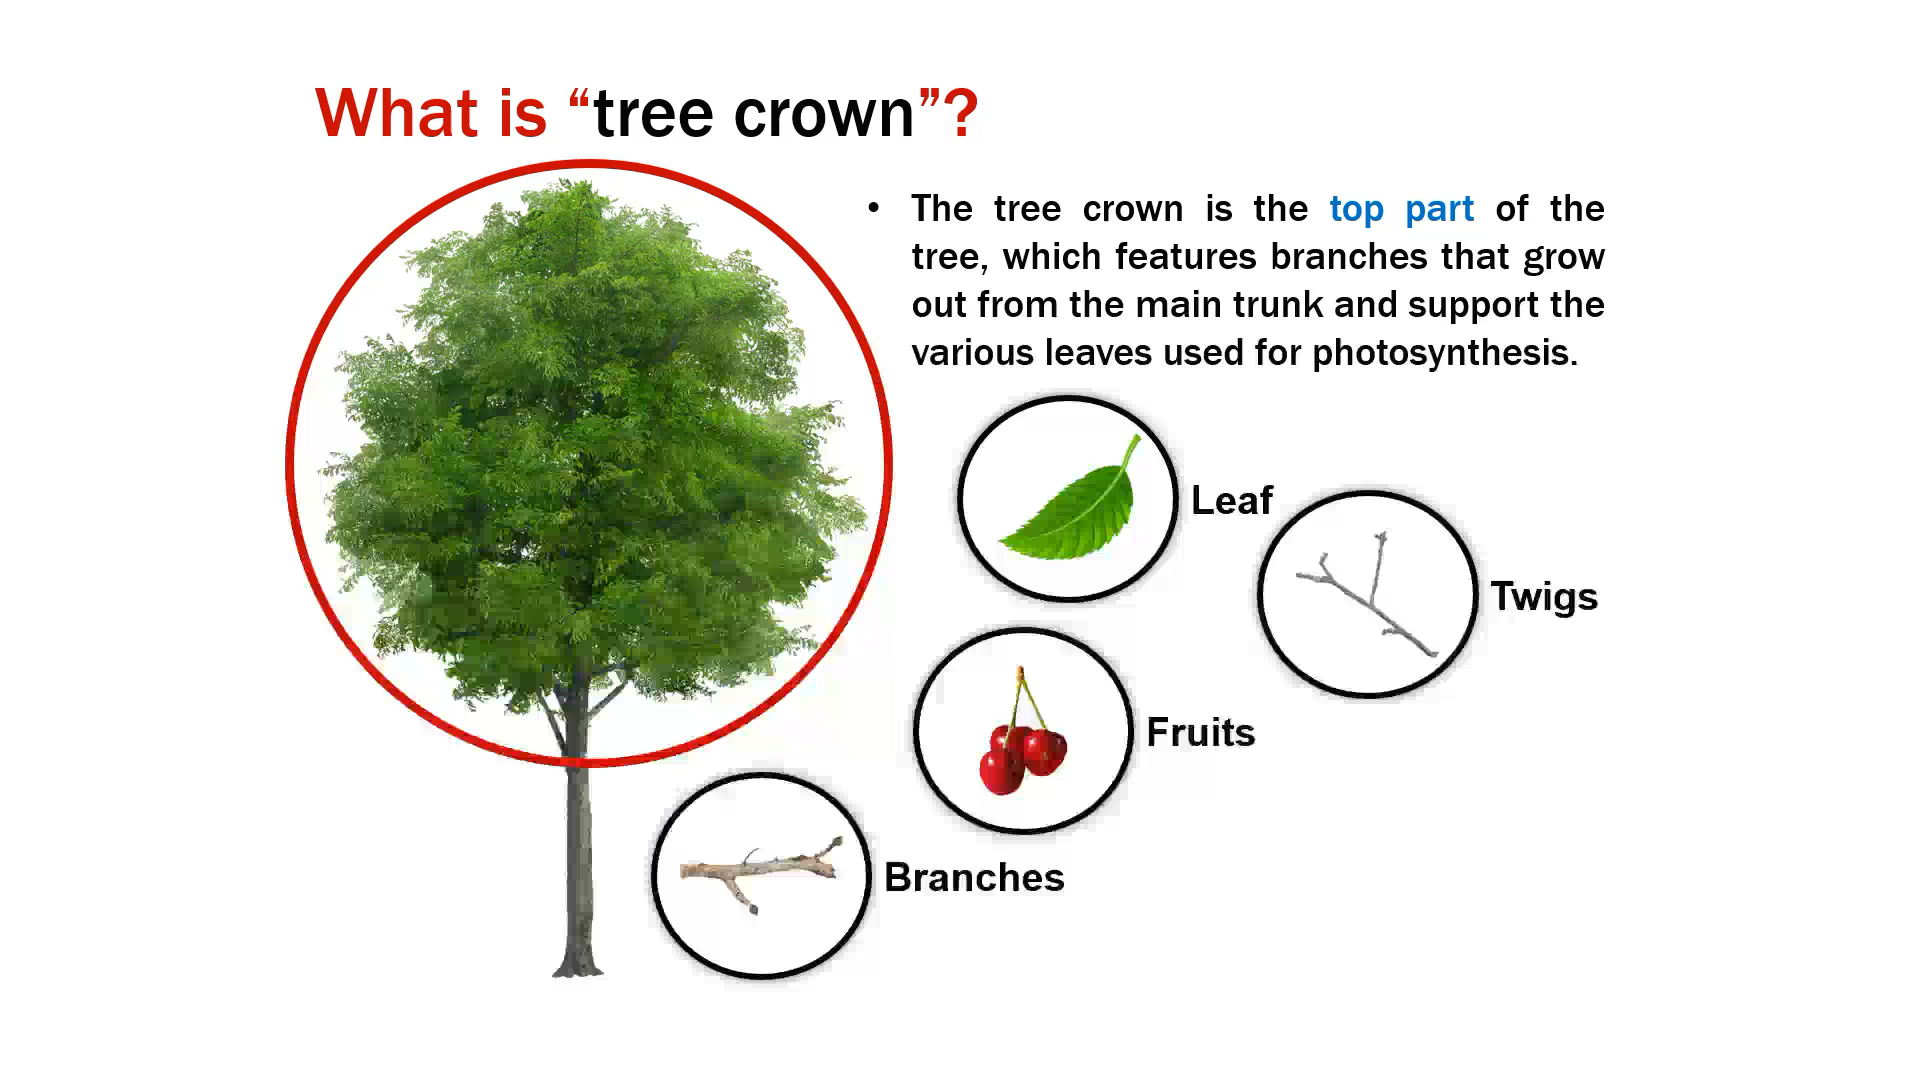 What is “tree crown”?
• The tree crown is the top part of the
tree, which features branches that grow
out from the main trunk and support the
various leaves used for photosynthesis.
Leaf
Twigs
Fruits
Branches